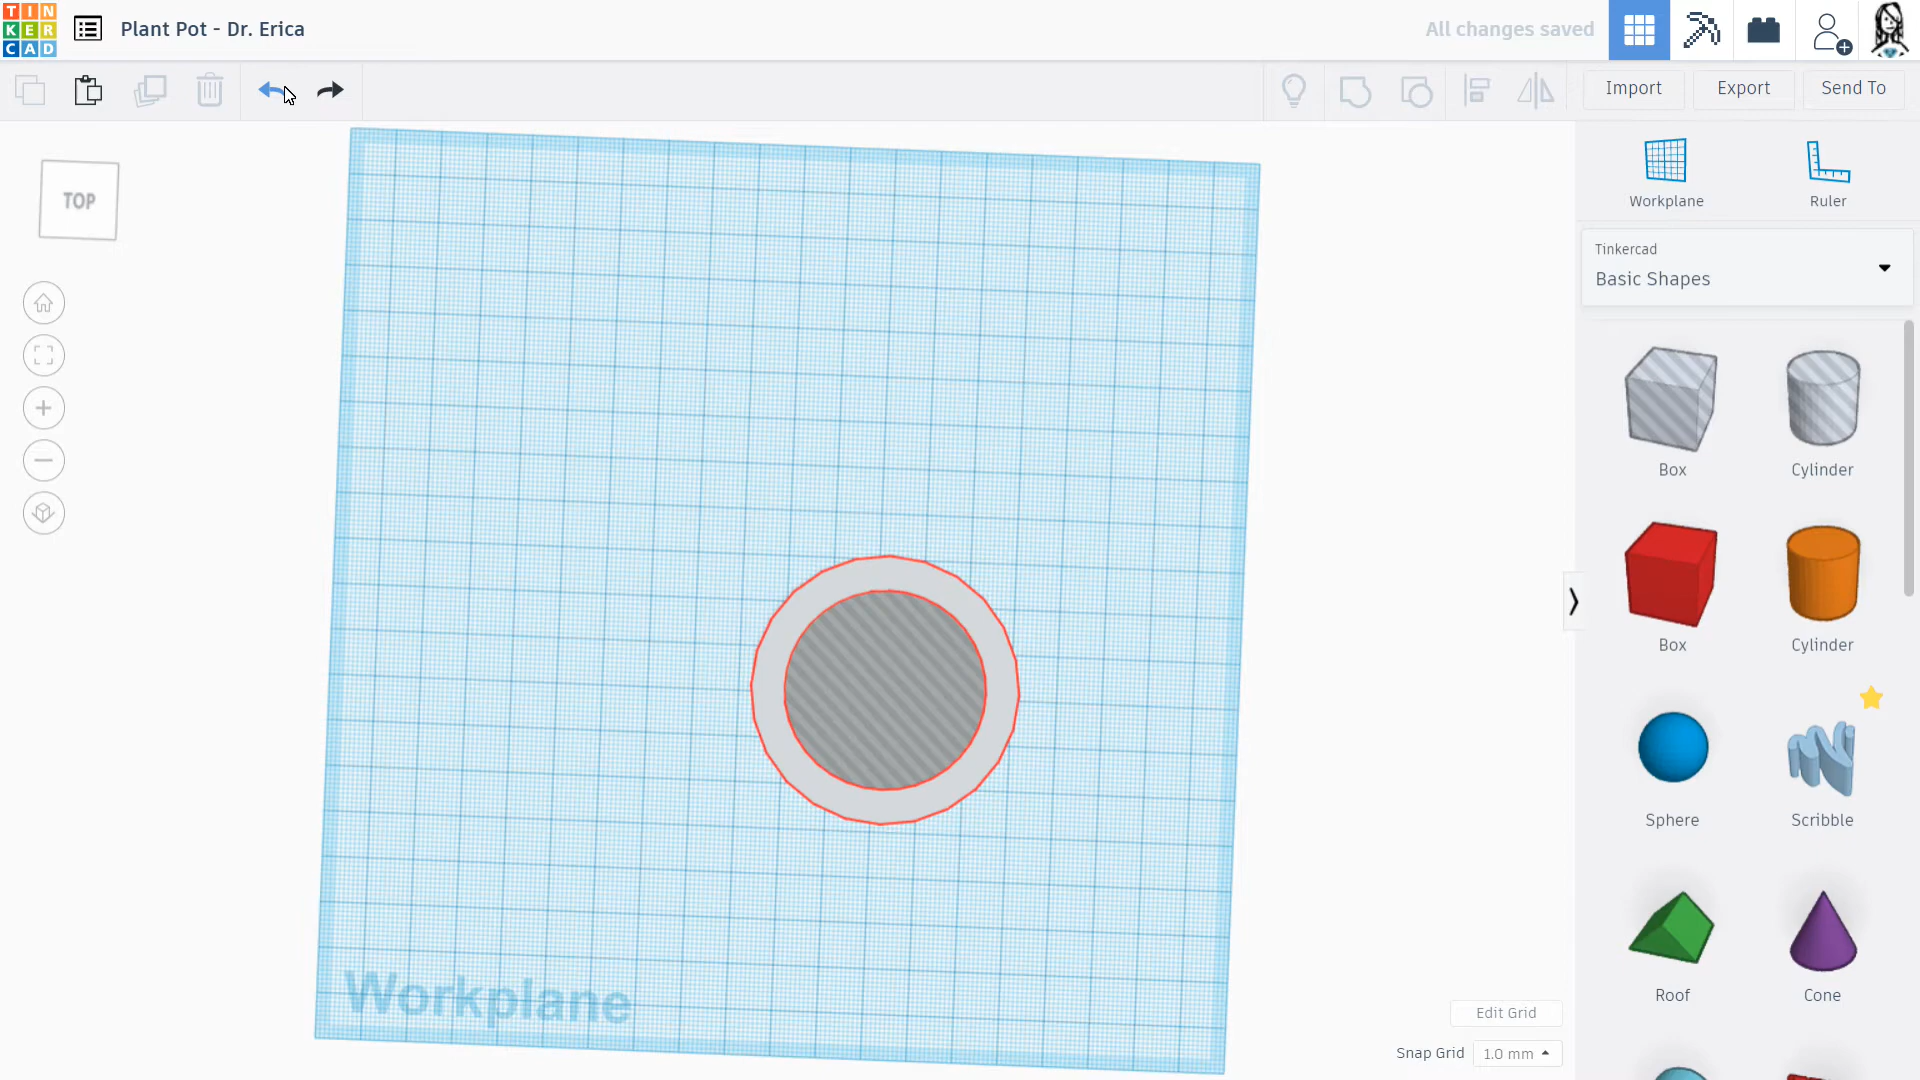 TIN
KER
CAD
Plant Pot - Dr. Erica
All changes saved
Import
Export
Send To
TOP
Workplane
Ruler
Tinkercad
Basic Shapes
Box
Cylinder
Box
Cylinder
Sphere
Scribble
Roof
Cone
Workplane
Edit Grid
Snap Grid
1.0 mm